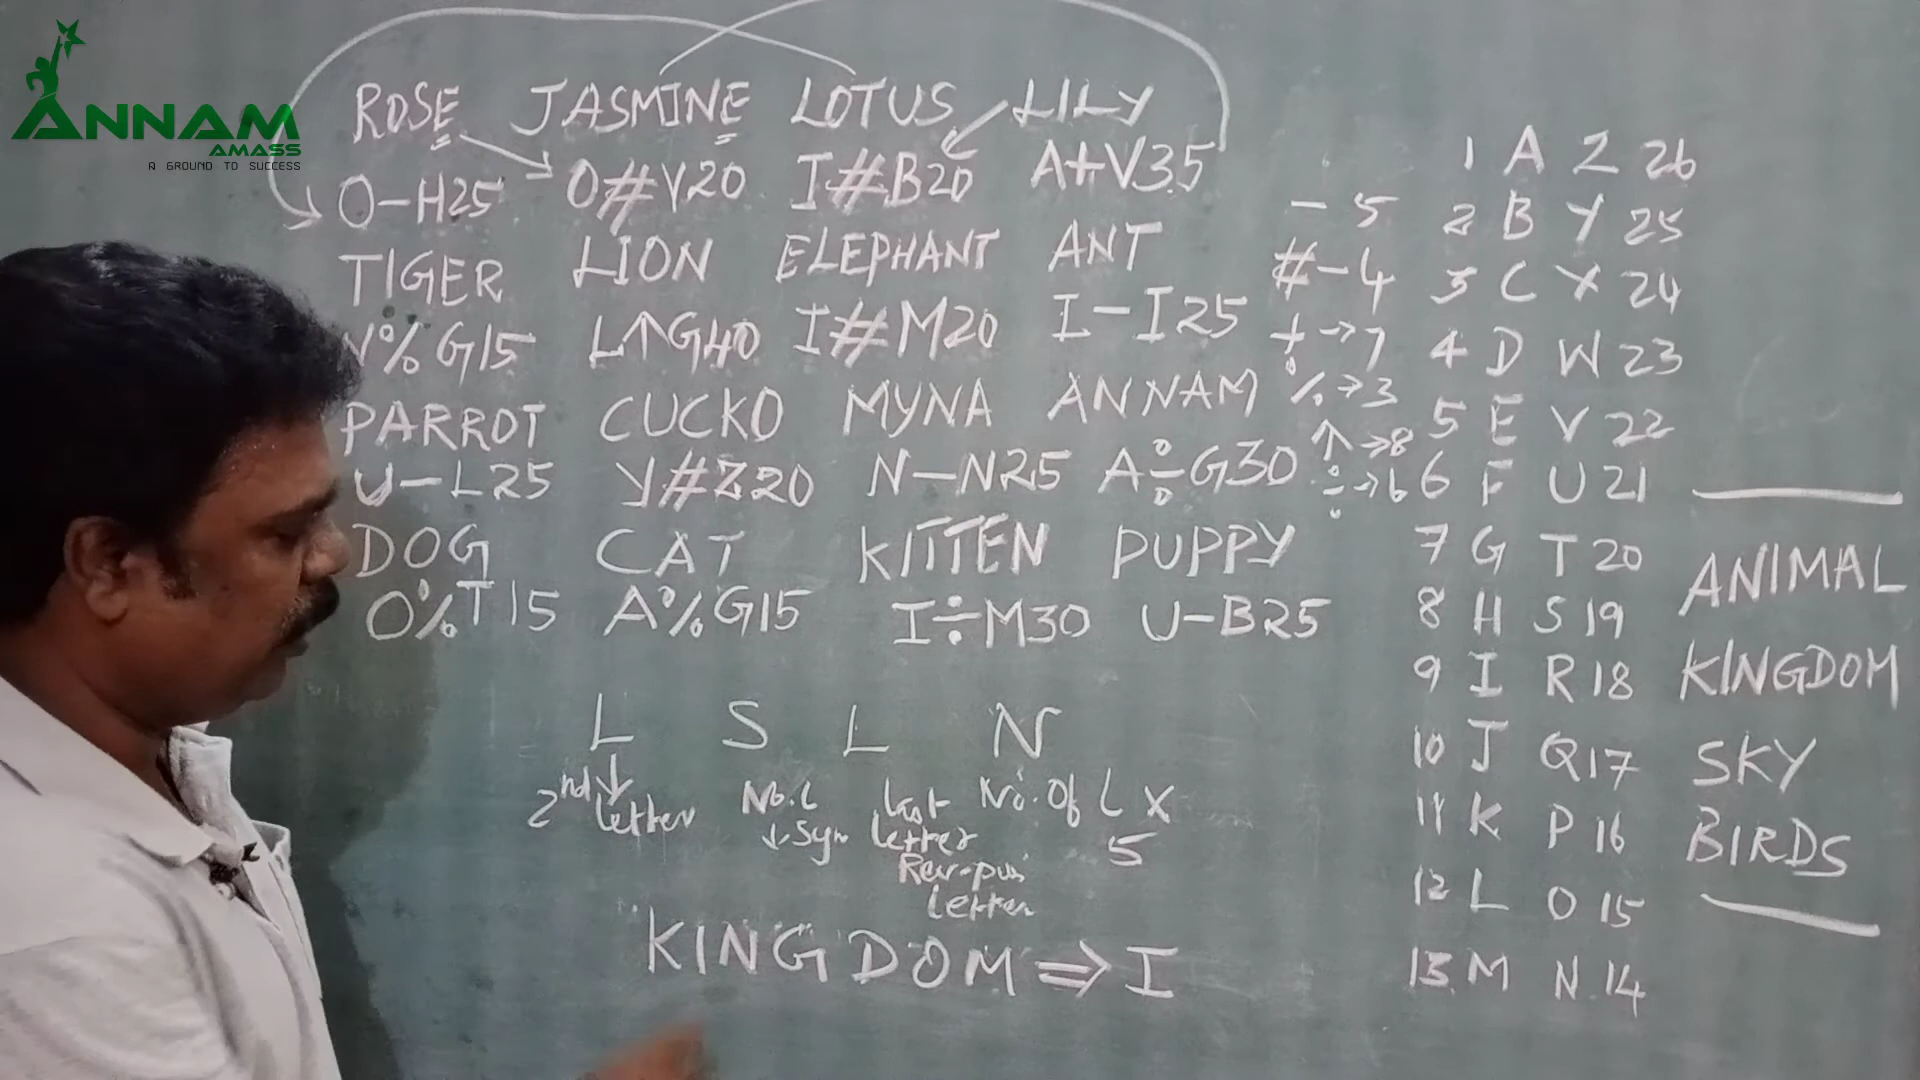 ANNAM
AMASS
A GROUND TO SUCCESS
ROSE JASMINE LOTUS LILY
O-H25 O#V20 I#B20 A+V35
TIGER LION ELEPHANT ANT
V%G15 L↑G40 I#M20 I-I25
PARROT CUCKO MYNA ANNAM
U-L25 Y#Z20 N-N25 A÷G30
DOG CAT KITTEN PUPPY
O%T15 A%G15 I÷M30 U-B25
- 5
#-4
+→7
%→3
↑→8
÷→6
1 A Z 26
2 B Y 25
3 C X 24
4 D W 23
5 E V 22
6 F U 21
7 G T 20
8 H S 19
9 I R 18
10 J Q 17
11 K P 16
12 L O 15
13 M N 14
ANIMAL
KINGDOM
SKY
BIRDS
L S L N
2nd letter No.L last No. Of L X
↓Sym letter 5
Rev-pos
letter
KINGDOM ⇒ I